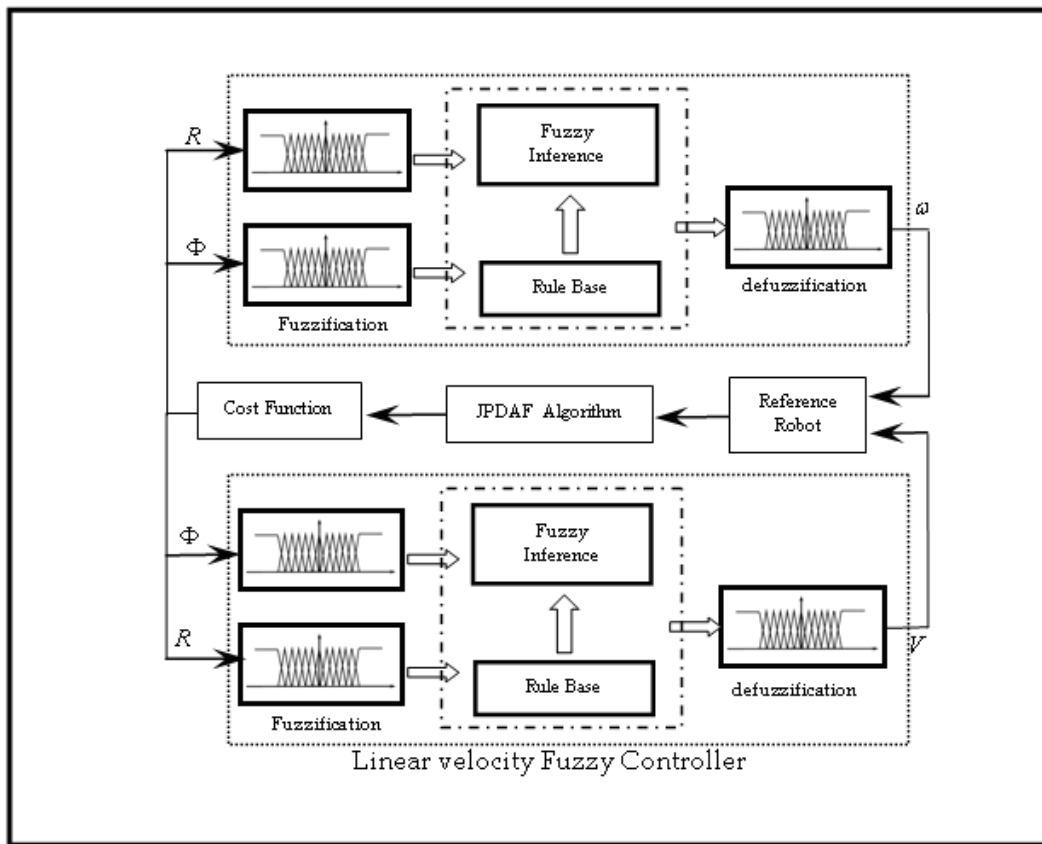 R
Fuzzy
Inference
ω
Φ
Rule Base
defuzzification
Fuzzification
Cost Function
JPDAF Algorithm
Reference
Robot
Φ
Fuzzy
Inference
R
V
Rule Base
defuzzification
Fuzzification
Linear velocity Fuzzy Controller